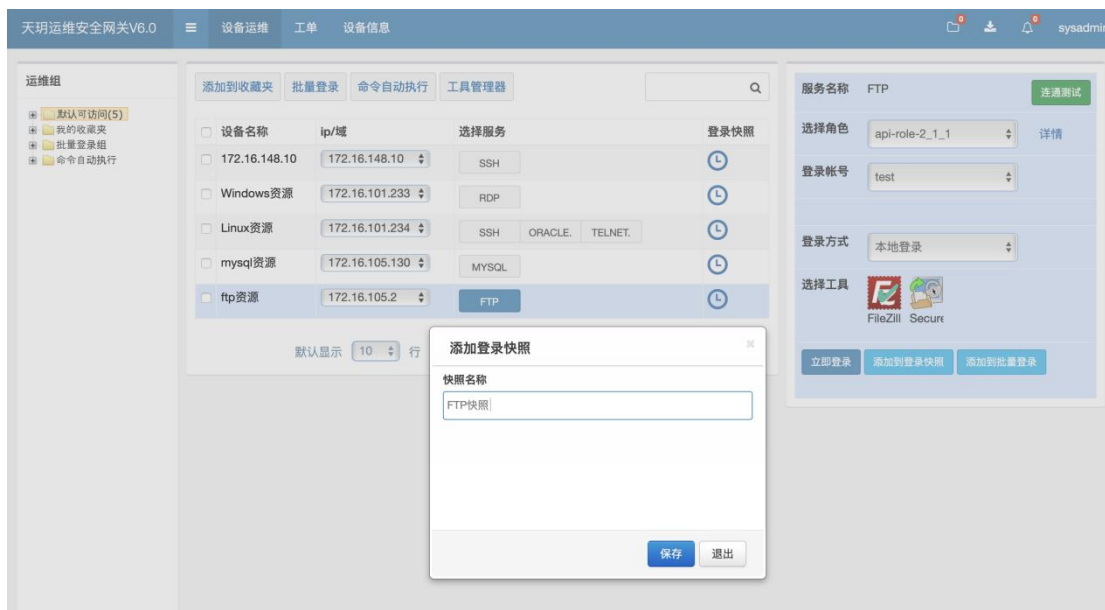 天玥运维安全网关V6.0 设备运维 工单 设备信息 0 0 sysadmin
运维组
默认可访问(5)
我的收藏夹
批量登录组
命令自动执行
添加到收藏夹 批量登录 命令自动执行 工具管理器
设备名称 ip/域 选择服务 登录快照
172.16.148.10 172.16.148.10 SSH
Windows资源 172.16.101.233 RDP
Linux资源 172.16.101.234 SSH ORACLE. TELNET.
mysql资源 172.16.105.130 MYSQL
ftp资源 172.16.105.2 FTP
默认显示 10 行
添加登录快照
快照名称
FTP快照
保存 退出
服务名称 FTP 连通测试
选择角色 api-role-2_1_1 详情
登录帐号 test
登录方式 本地登录
选择工具
FileZill Secure
立即登录 添加到登录快照 添加到批量登录